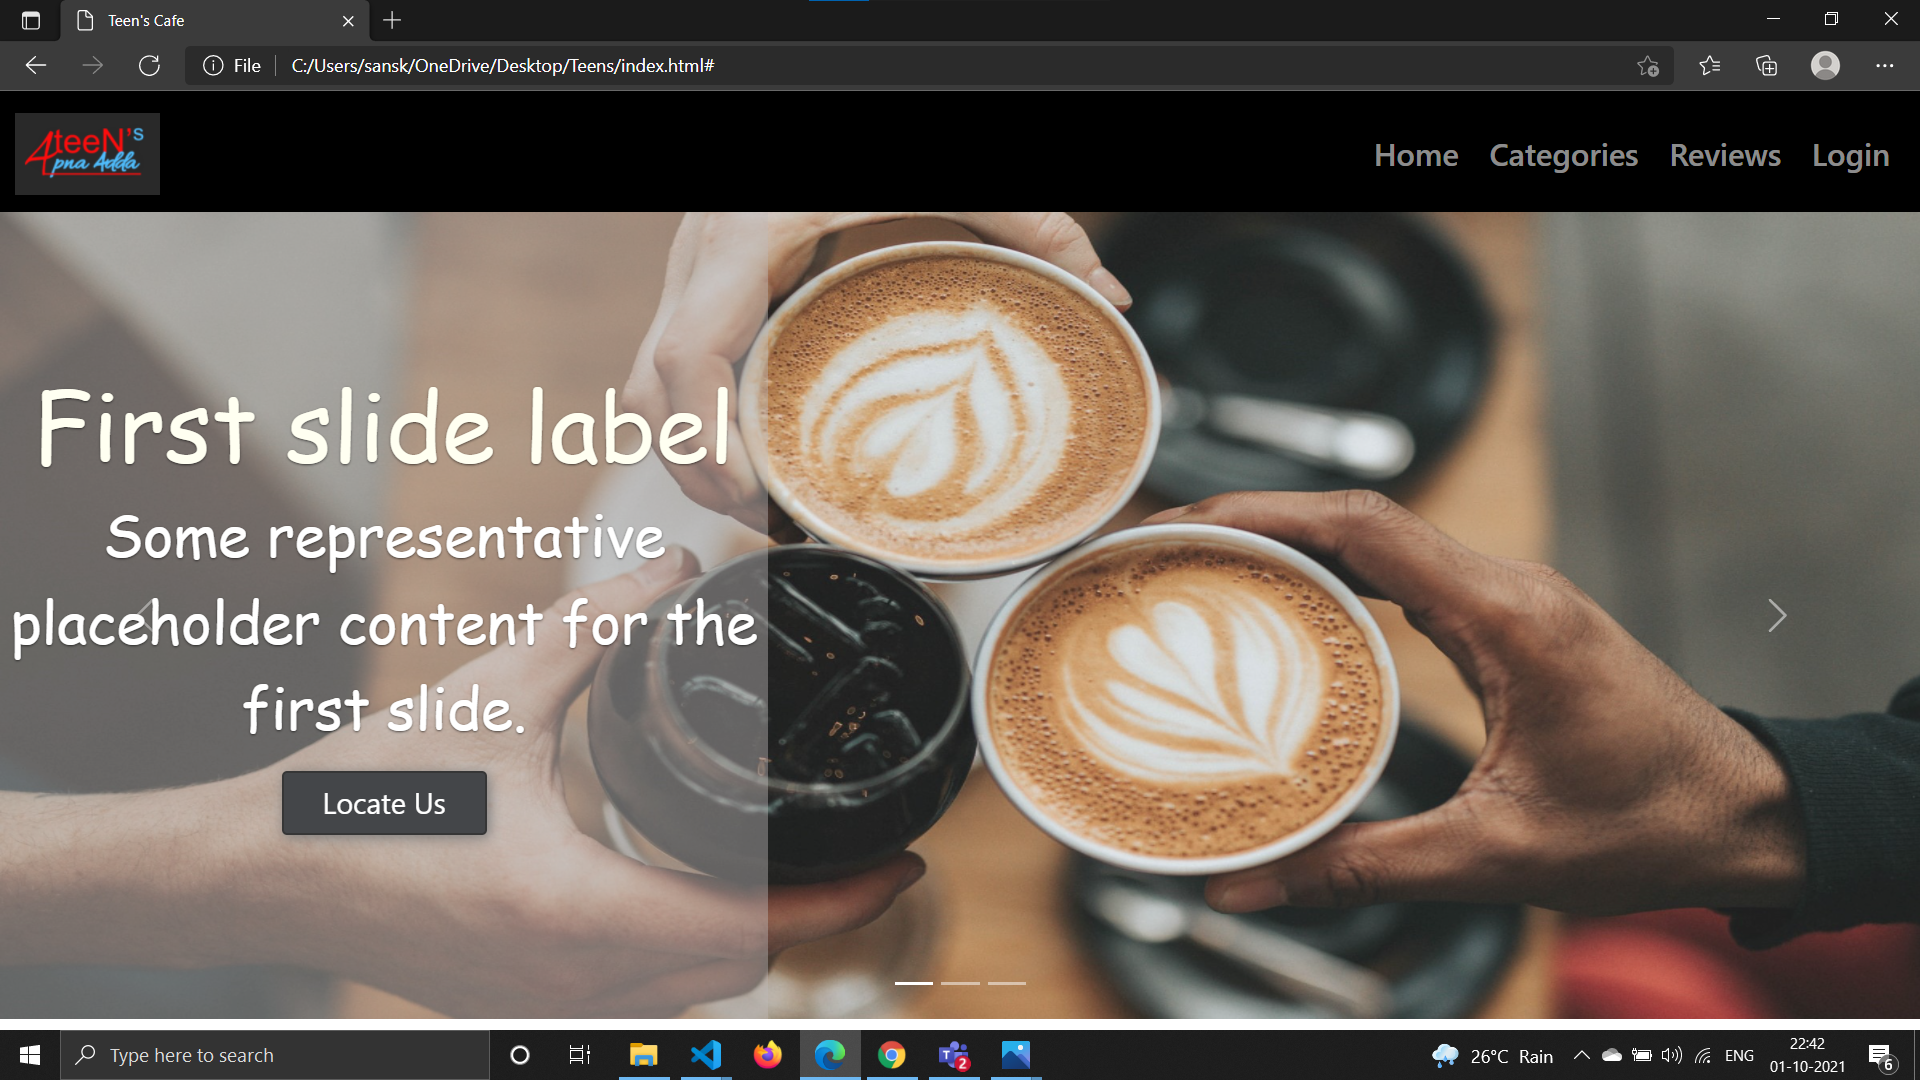 Teen's Cafe
File
C:/Users/sansk/OneDrive/Desktop/Teens/index.html#
4teeN's
Apna Adda
Home Categories Reviews Login
First slide label
Some representative
placeholder content for the
first slide.
Locate Us
Type here to search
2
26°C Rain
ENG
22:42
01-10-2021
6